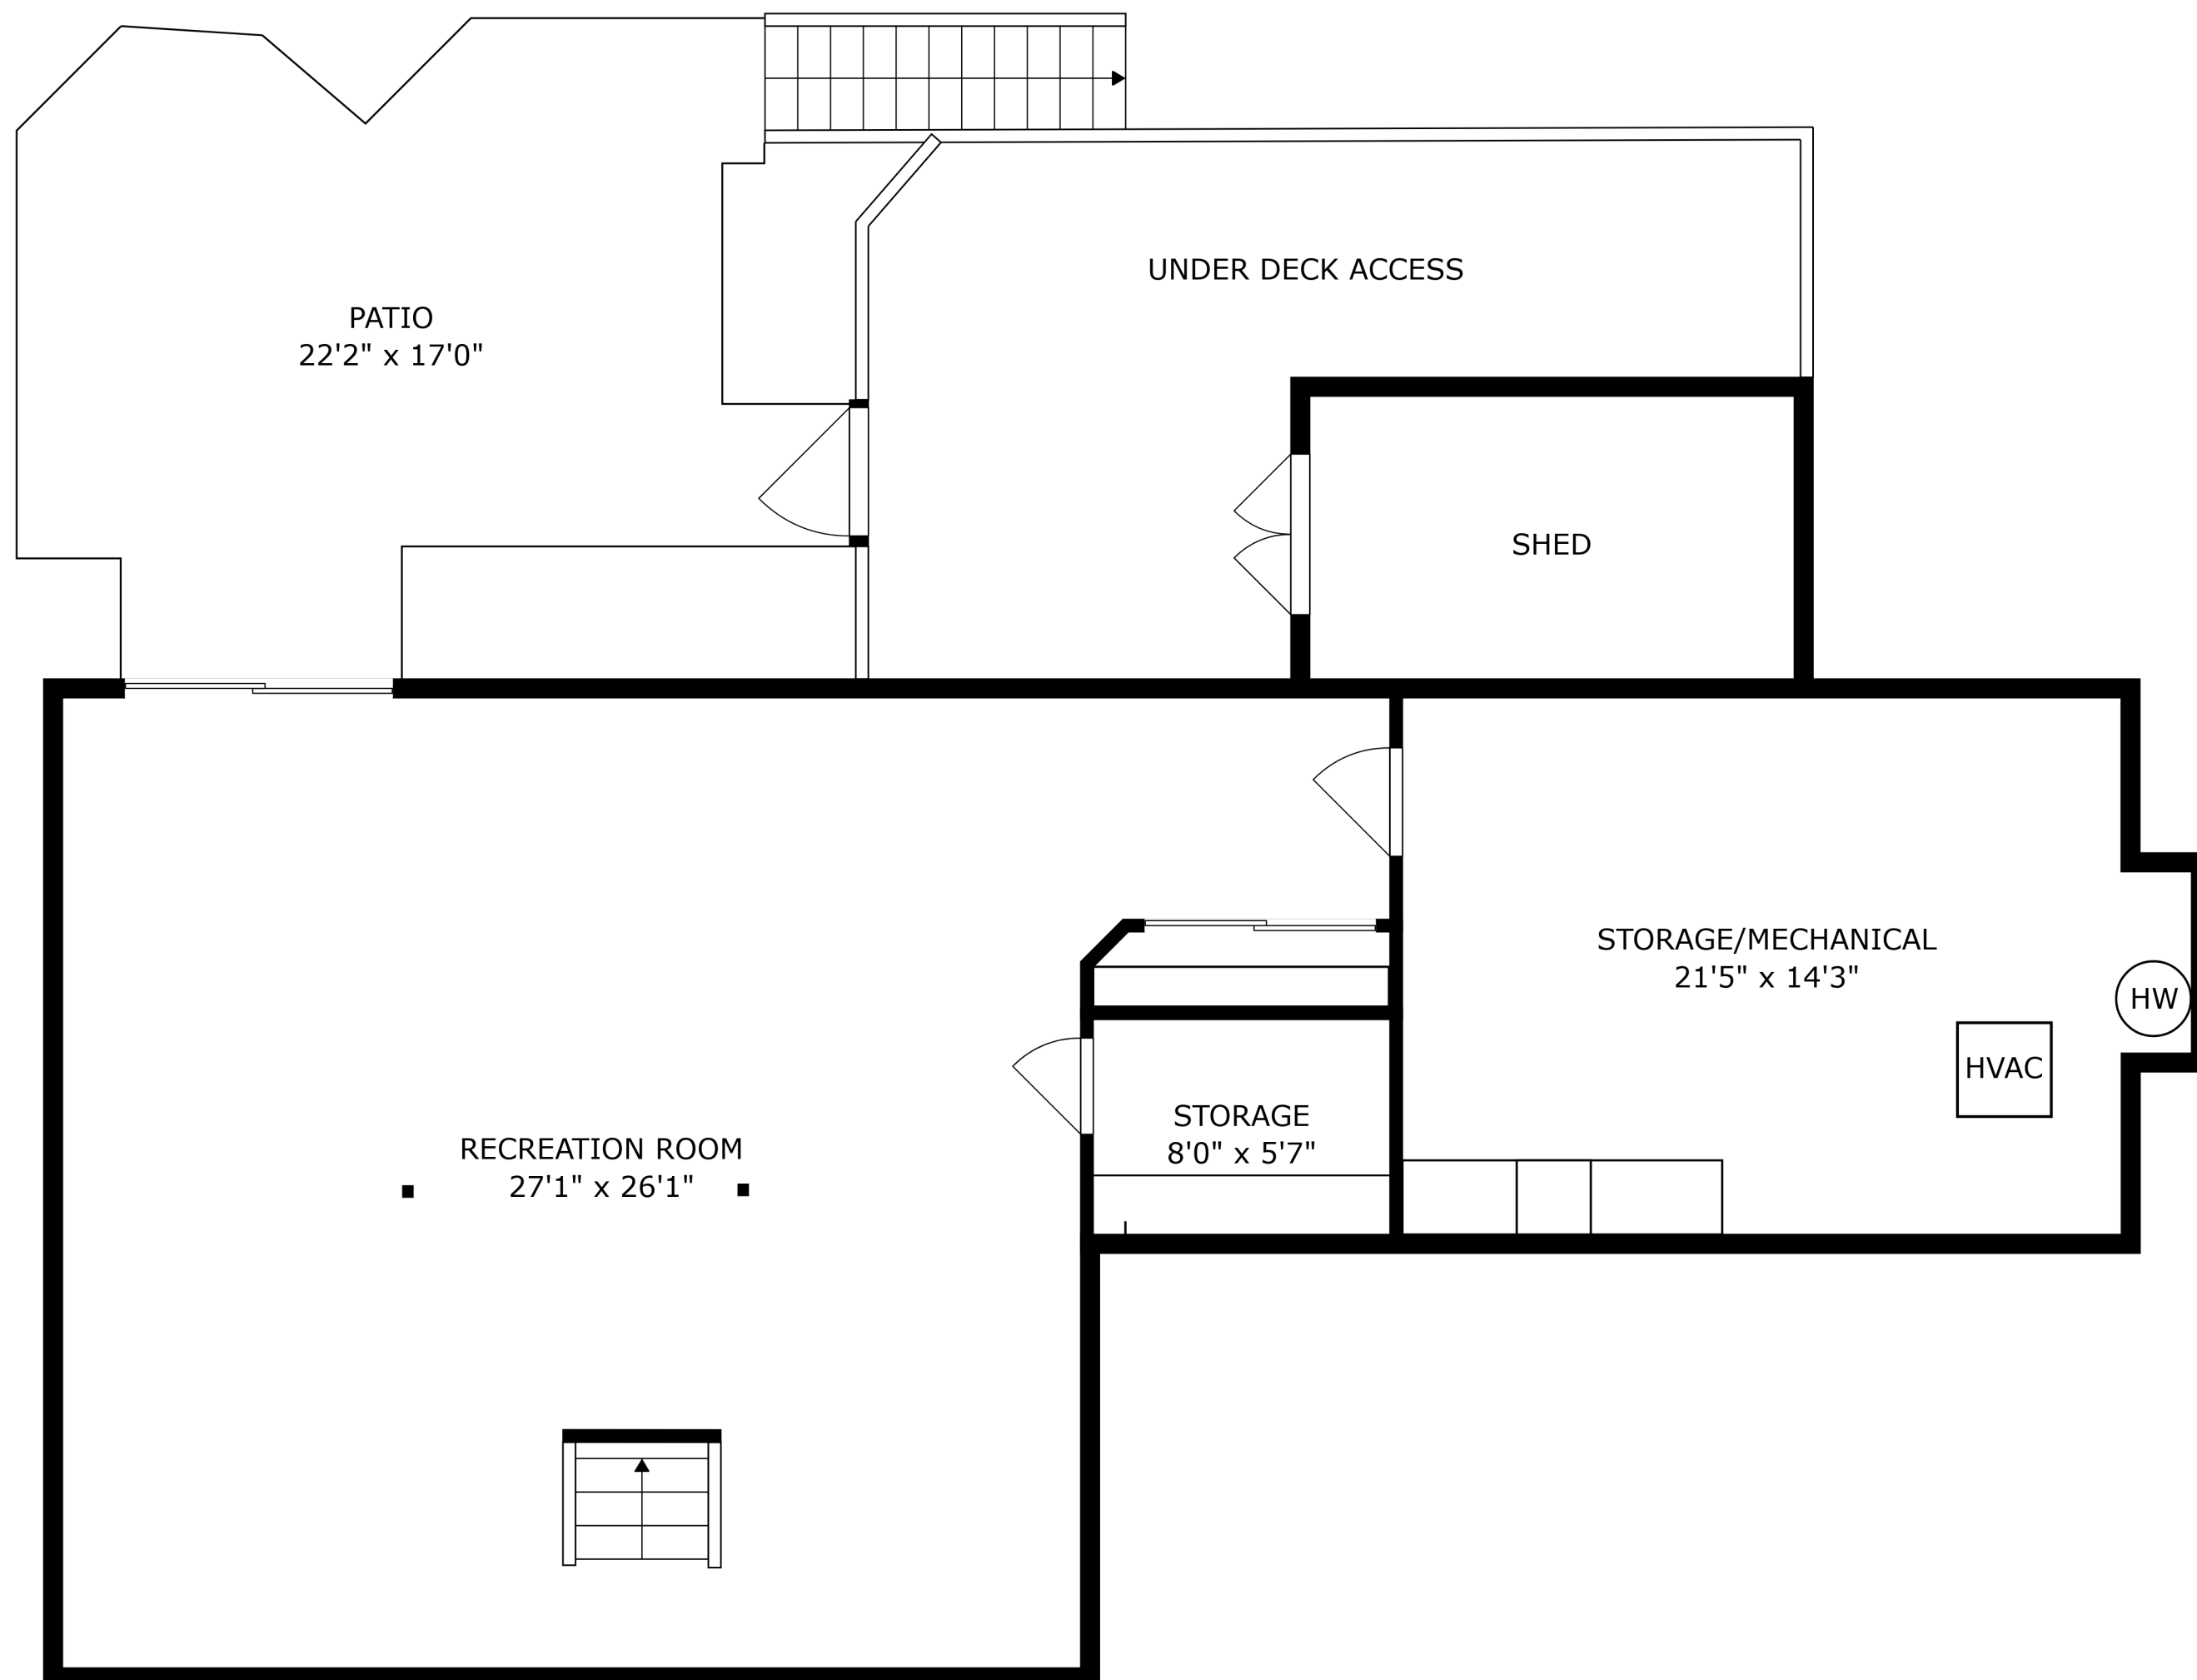 UNDER DECK ACCESS
PATIO
22'2" x 17'0"
SHED
STORAGE/MECHANICAL
21'5" x 14'3"
HW
HVAC
STORAGE
8'0" x 5'7"
RECREATION ROOM
27'1" x 26'1"